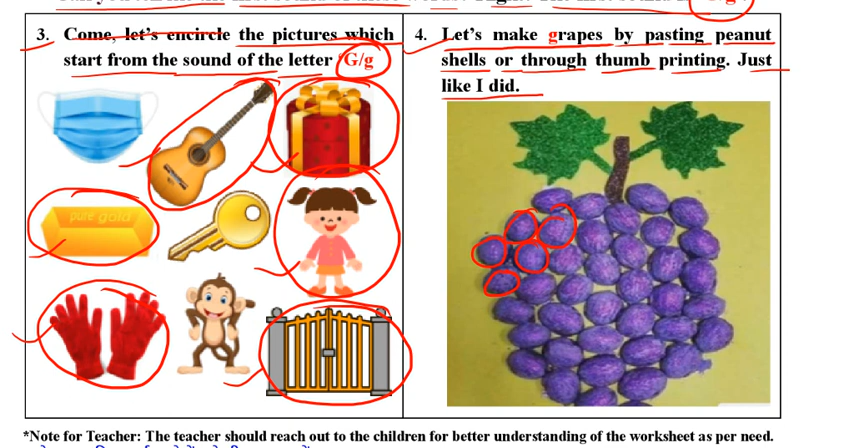 3. Come, let's encircle the pictures which
start from the sound of the letter G/g
pure gold
4. Let's make grapes by pasting peanut
shells or through thumb printing. Just
like I did.
*Note for Teacher: The teacher should reach out to the children for better understanding of the worksheet as per need.